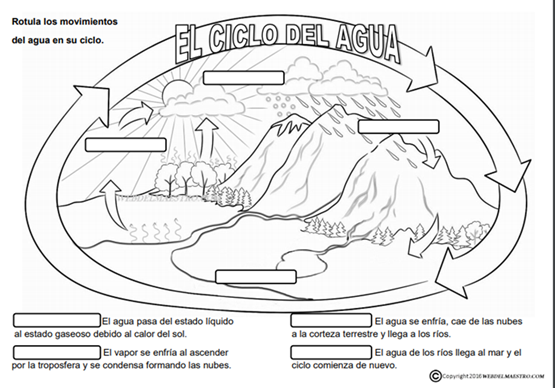 Rotula los movimientos
del agua en su ciclo.
EL CICLO DEL AGUA
WEBDELMAESTRO.COM
El agua pasa del estado líquido
al estado gaseoso debido al calor del sol.
El agua se enfría, cae de las nubes
a la corteza terrestre y llega a los ríos.
El vapor se enfría al ascender
por la troposfera y se condensa formando las nubes.
El agua de los ríos llega al mar y el
ciclo comienza de nuevo.
© Copyright 2016 WEBDELMAESTRO.COM